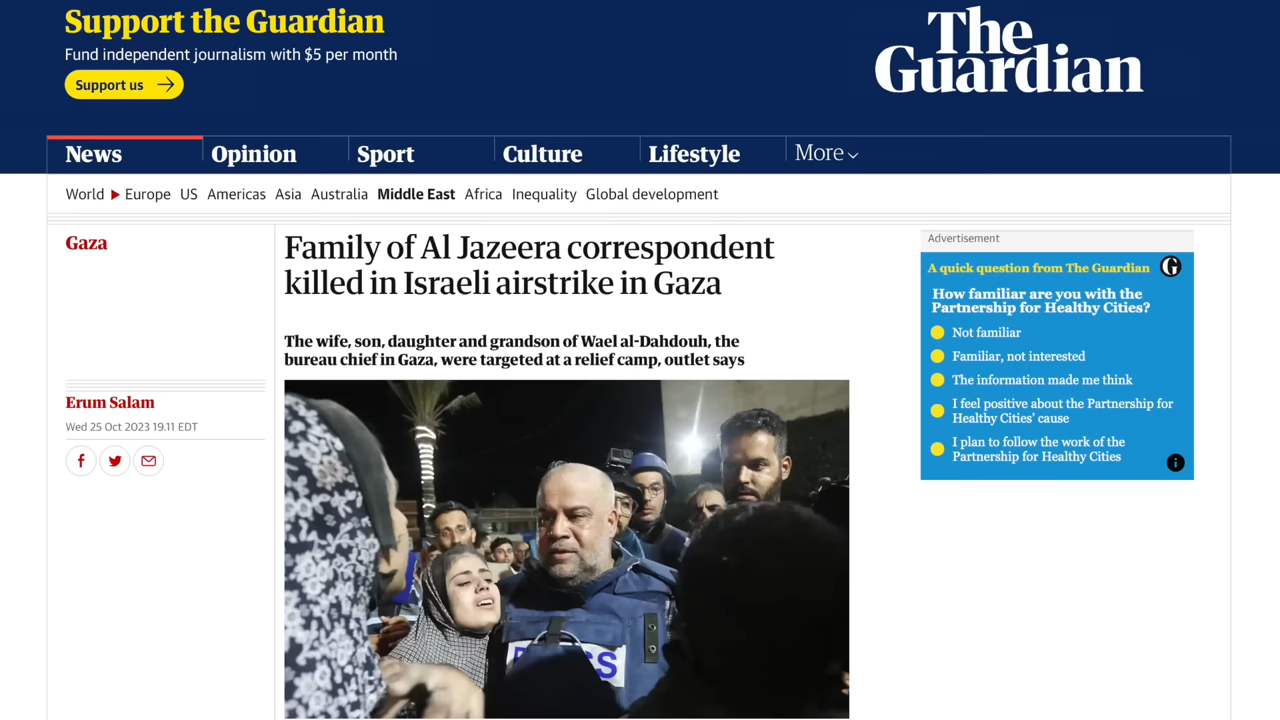 Support the Guardian
Fund independent journalism with $5 per month
Support us
The
Guardian
News
Opinion
Sport
Culture
Lifestyle
More
World
Europe
US
Americas
Asia
Australia
Middle East
Africa
Inequality
Global development
Gaza
Family of Al Jazeera correspondent
killed in Israeli airstrike in Gaza
The wife, son, daughter and grandson of Wael al-Dahdouh, the
bureau chief in Gaza, were targeted at a relief camp, outlet says
Erum Salam
Wed 25 Oct 2023 19.11 EDT
Advertisement
A quick question from The Guardian
G
How familiar are you with the
Partnership for Healthy Cities?
Not familiar
Familiar, not interested
The information made me think
I feel positive about the Partnership for
Healthy Cities' cause
I plan to follow the work of the
Partnership for Healthy Cities